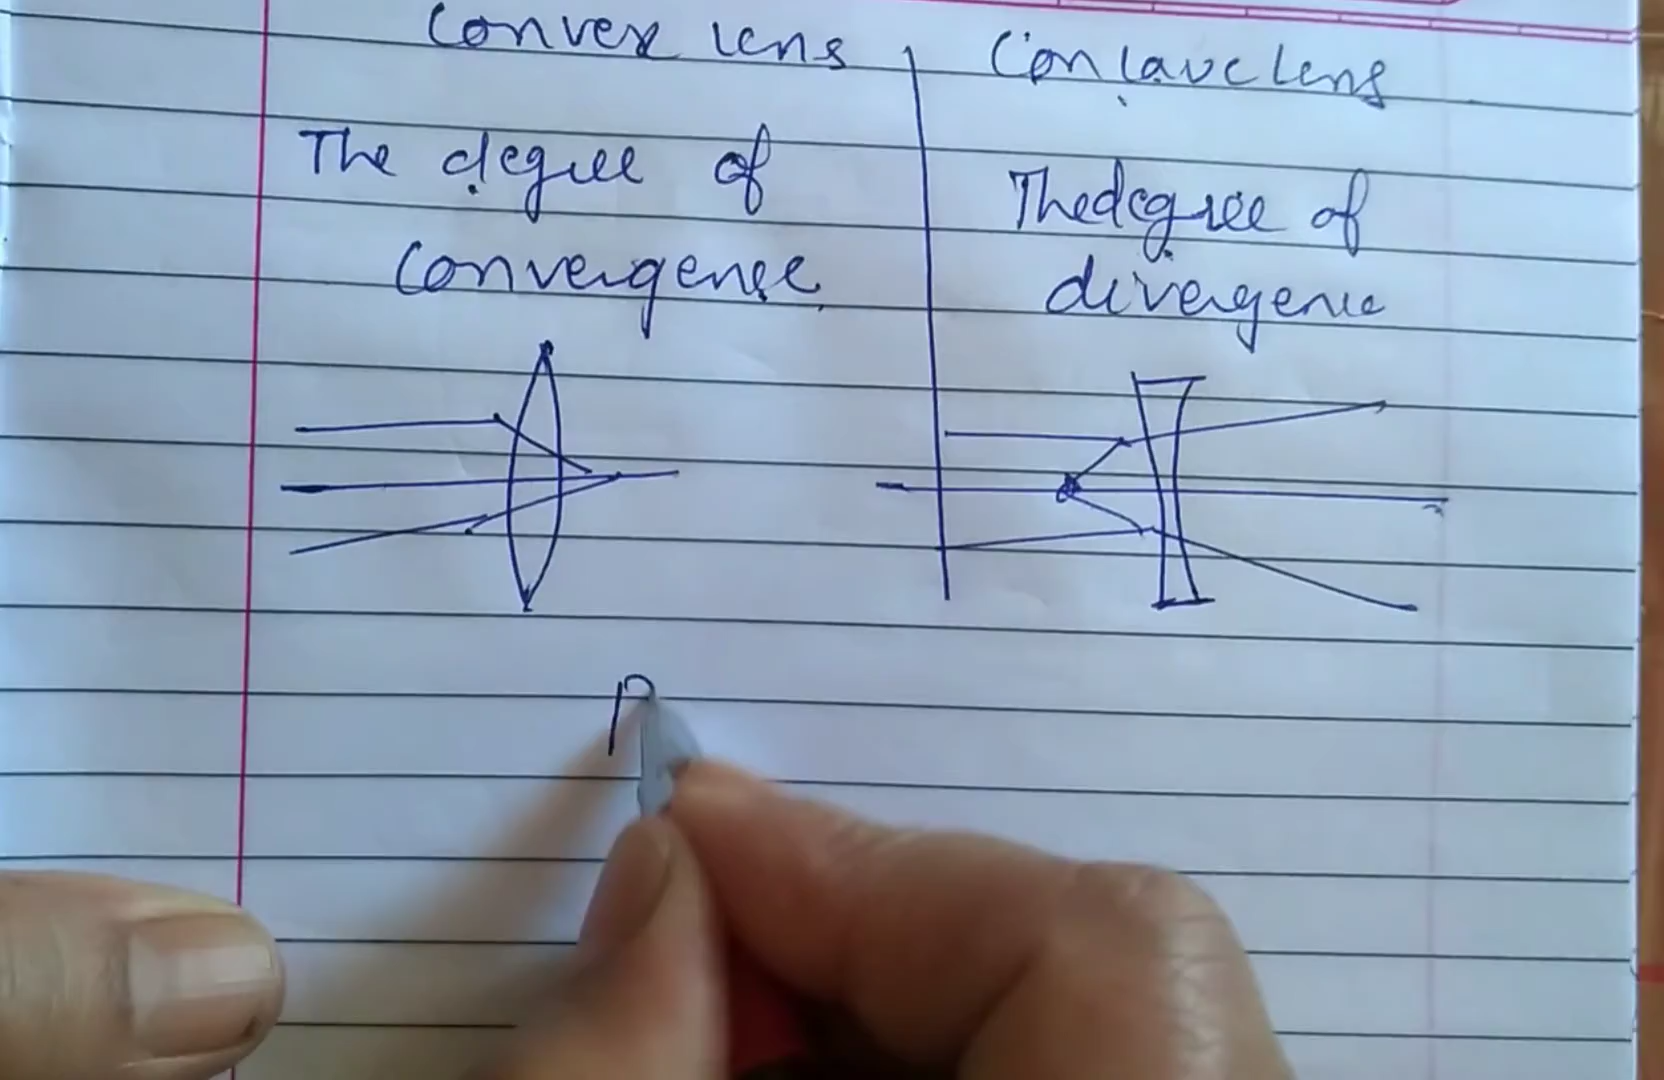 Convex lens
Concave Lens
The degree of
convergence
The degree of
divergence
P